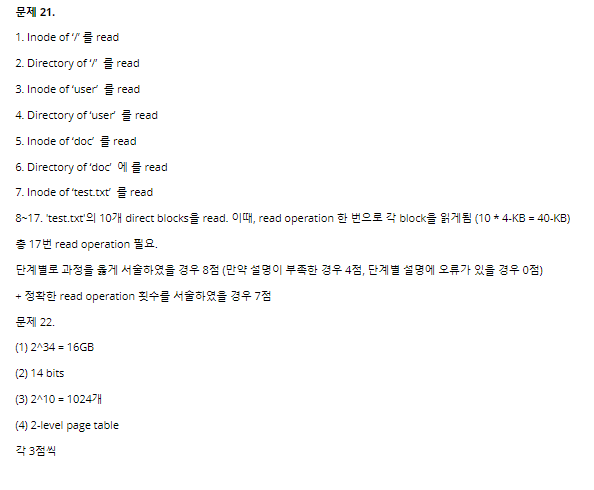 문제 21.
1. Inode of '/' 를 read
2. Directory of '/' 를 read
3. Inode of 'user' 를 read
4. Directory of 'user' 를 read
5. Inode of 'doc' 를 read
6. Directory of 'doc' 에 를 read
7. Inode of 'test.txt' 를 read
8~17. 'test.txt'의 10개 direct blocks을 read. 이때, read operation 한 번으로 각 block을 읽게됨 (10 * 4-KB = 40-KB)
총 17번 read operation 필요.
단계별로 과정을 옳게 서술하였을 경우 8점 (만약 설명이 부족한 경우 4점, 단계별 설명에 오류가 있을 경우 0점)
+ 정확한 read operation 횟수를 서술하였을 경우 7점
문제 22.
(1) 2^34 = 16GB
(2) 14 bits
(3) 2^10 = 1024개
(4) 2-level page table
각 3점씩